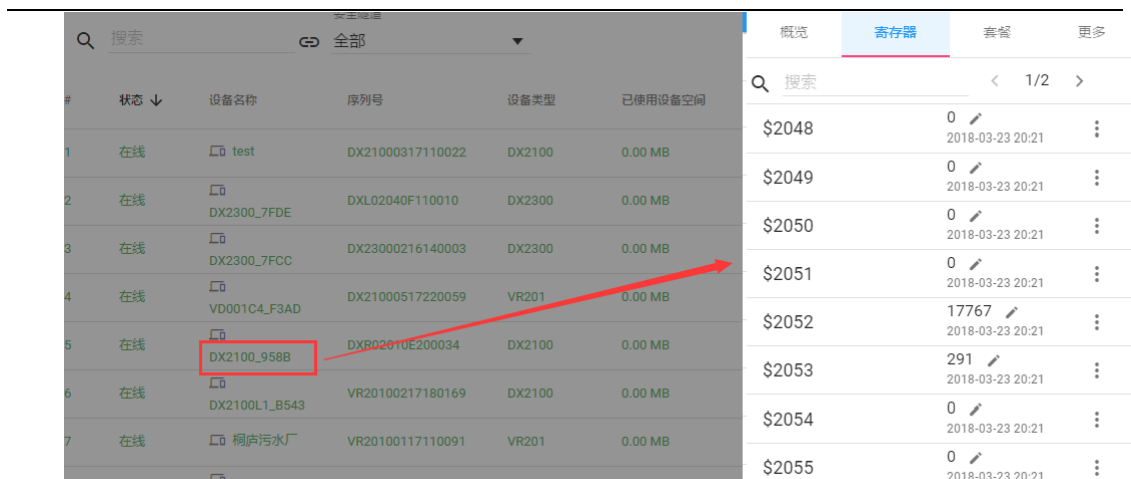 安全隧道
搜索 全部
# 状态 设备名称 序列号 设备类型 已使用设备空间
1 在线 test DX21000317110022 DX2100 0.00 MB
2 在线 DX2300_7FDE DXL02040F110010 DX2300 0.00 MB
3 在线 DX2300_7FCC DX23000216140003 DX2300 0.00 MB
4 在线 VD001C4_F3AD DX21000517220059 VR201 0.00 MB
5 在线 DX2100_958B DXR02010E200034 DX2100 0.00 MB
6 在线 DX2100L1_B543 VR20100217180169 DX2100 0.00 MB
7 在线 桐庐污水厂 VR20100117110091 VR201 0.00 MB
概览 寄存器 套餐 更多
搜索 1/2
$2048 0
2018-03-23 20:21
$2049 0
2018-03-23 20:21
$2050 0
2018-03-23 20:21
$2051 0
2018-03-23 20:21
$2052 17767
2018-03-23 20:21
$2053 291
2018-03-23 20:21
$2054 0
2018-03-23 20:21
$2055 0
2018-03-23 20:21